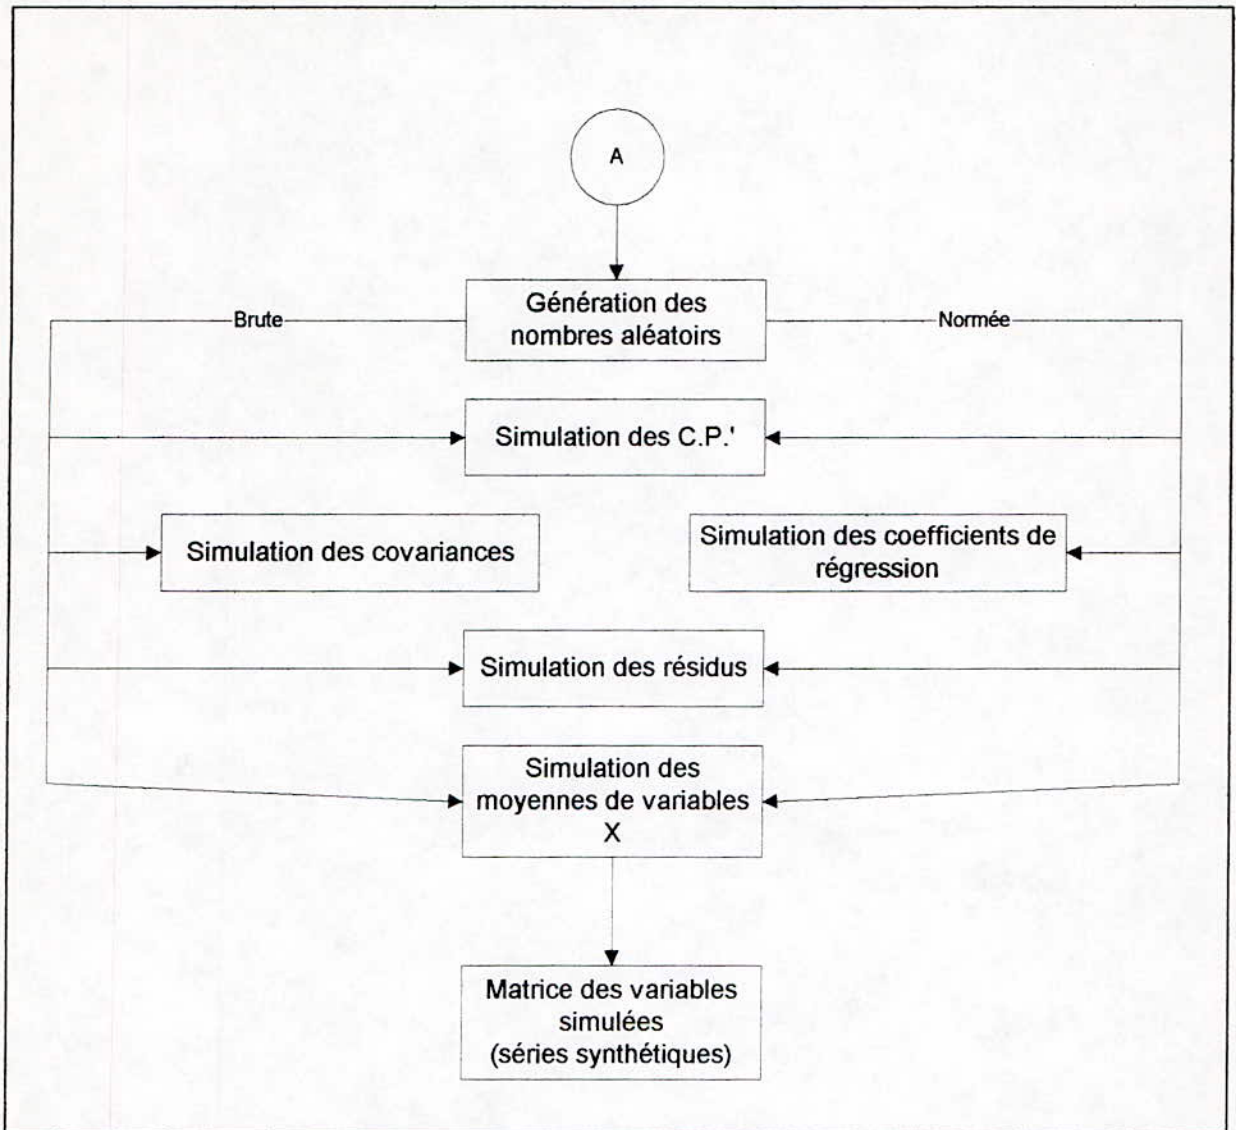 A
Génération des
nombres aléatoirs
Brute
Normée
Simulation des C.P.'
Simulation des covariances
Simulation des coefficients de
régression
Simulation des résidus
Simulation des
moyennes de variables
X
Matrice des variables
simulées
(séries synthétiques)